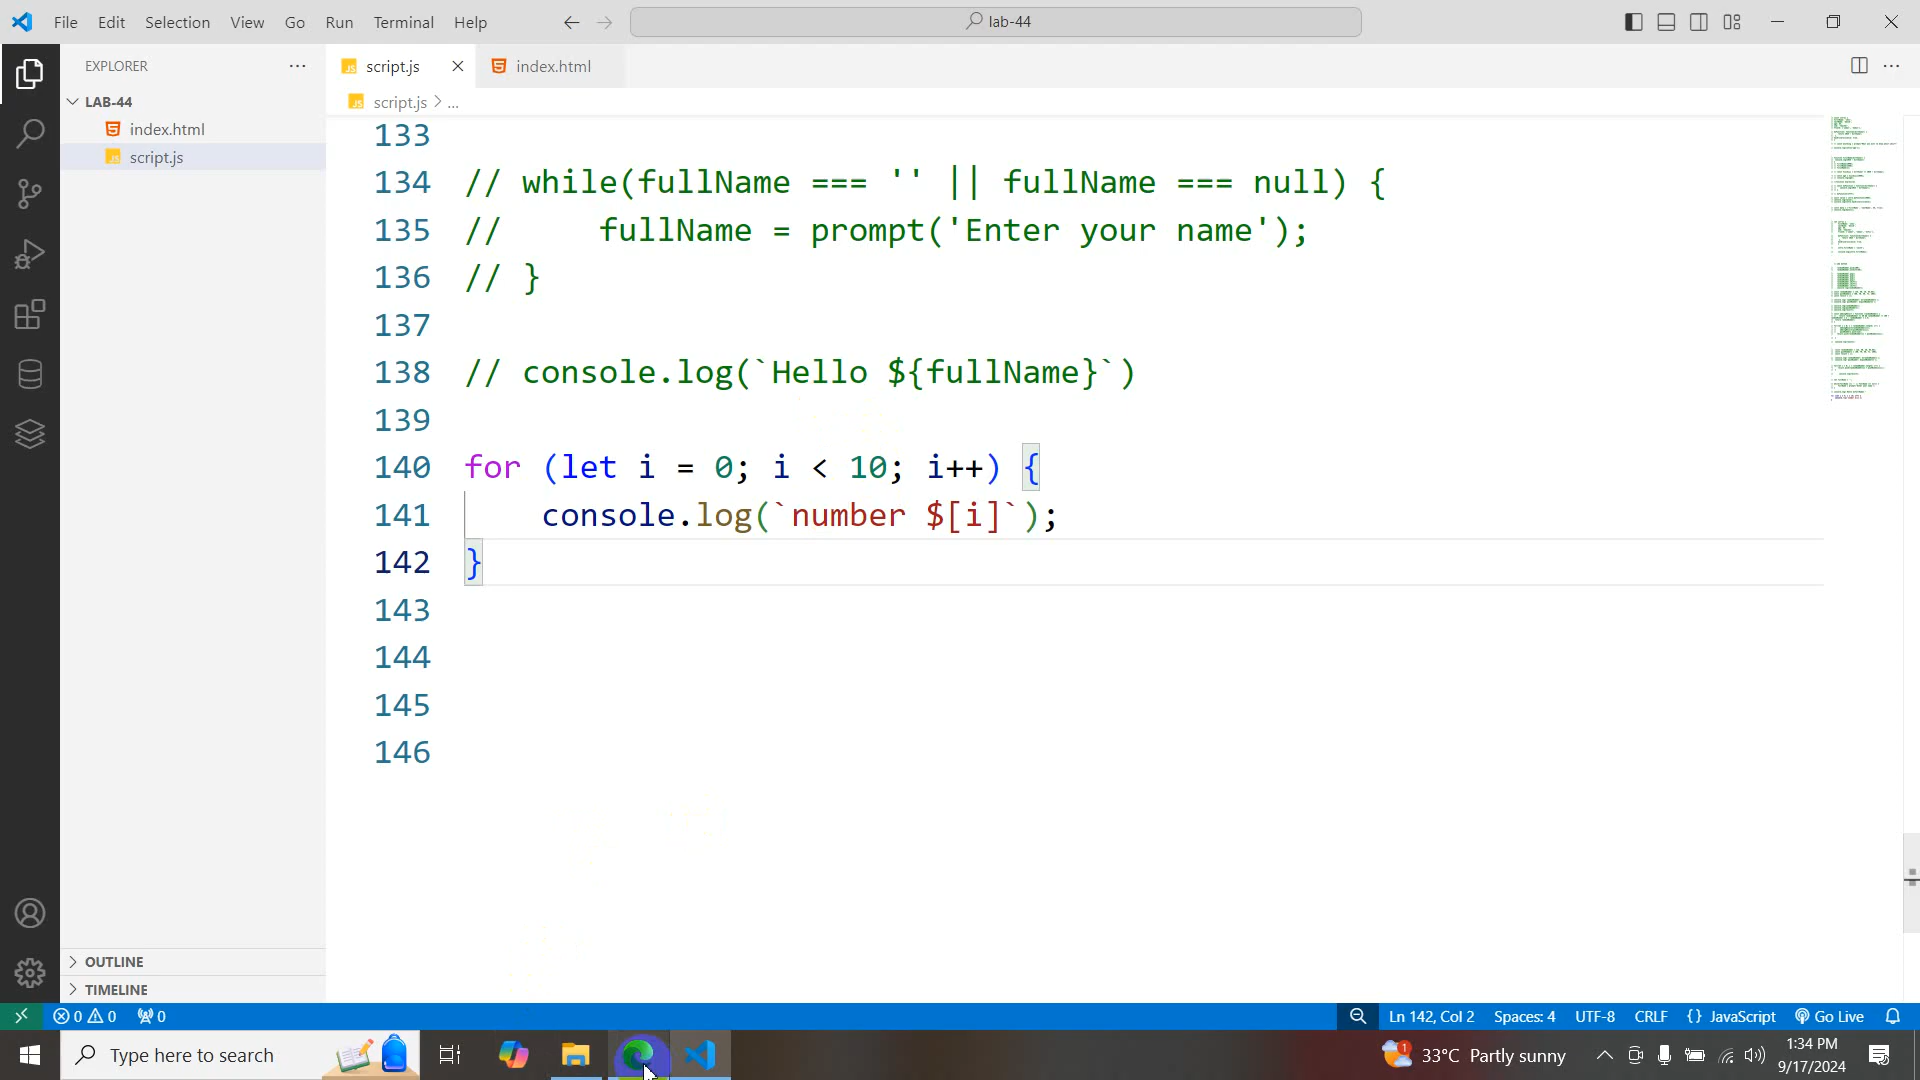 File Edit Selection View Go Run Terminal Help
lab-44
EXPLORER
script.js
index.html
script.js > ...
LAB-44
index.html
script.js
133
134 // while(fullName === '' || fullName === null) {
135 //     fullName = prompt('Enter your name');
136 // }
137
138 // console.log(`Hello ${fullName}`)
139
140 for (let i = 0; i < 10; i++) {
141     console.log(`number $[i]`);
142 }
143
144
145
146
OUTLINE
TIMELINE
0 0 0
Ln 142, Col 2 Spaces: 4 UTF-8 CRLF {} JavaScript Go Live
Type here to search
1
33°C Partly sunny
1:34 PM
9/17/2024